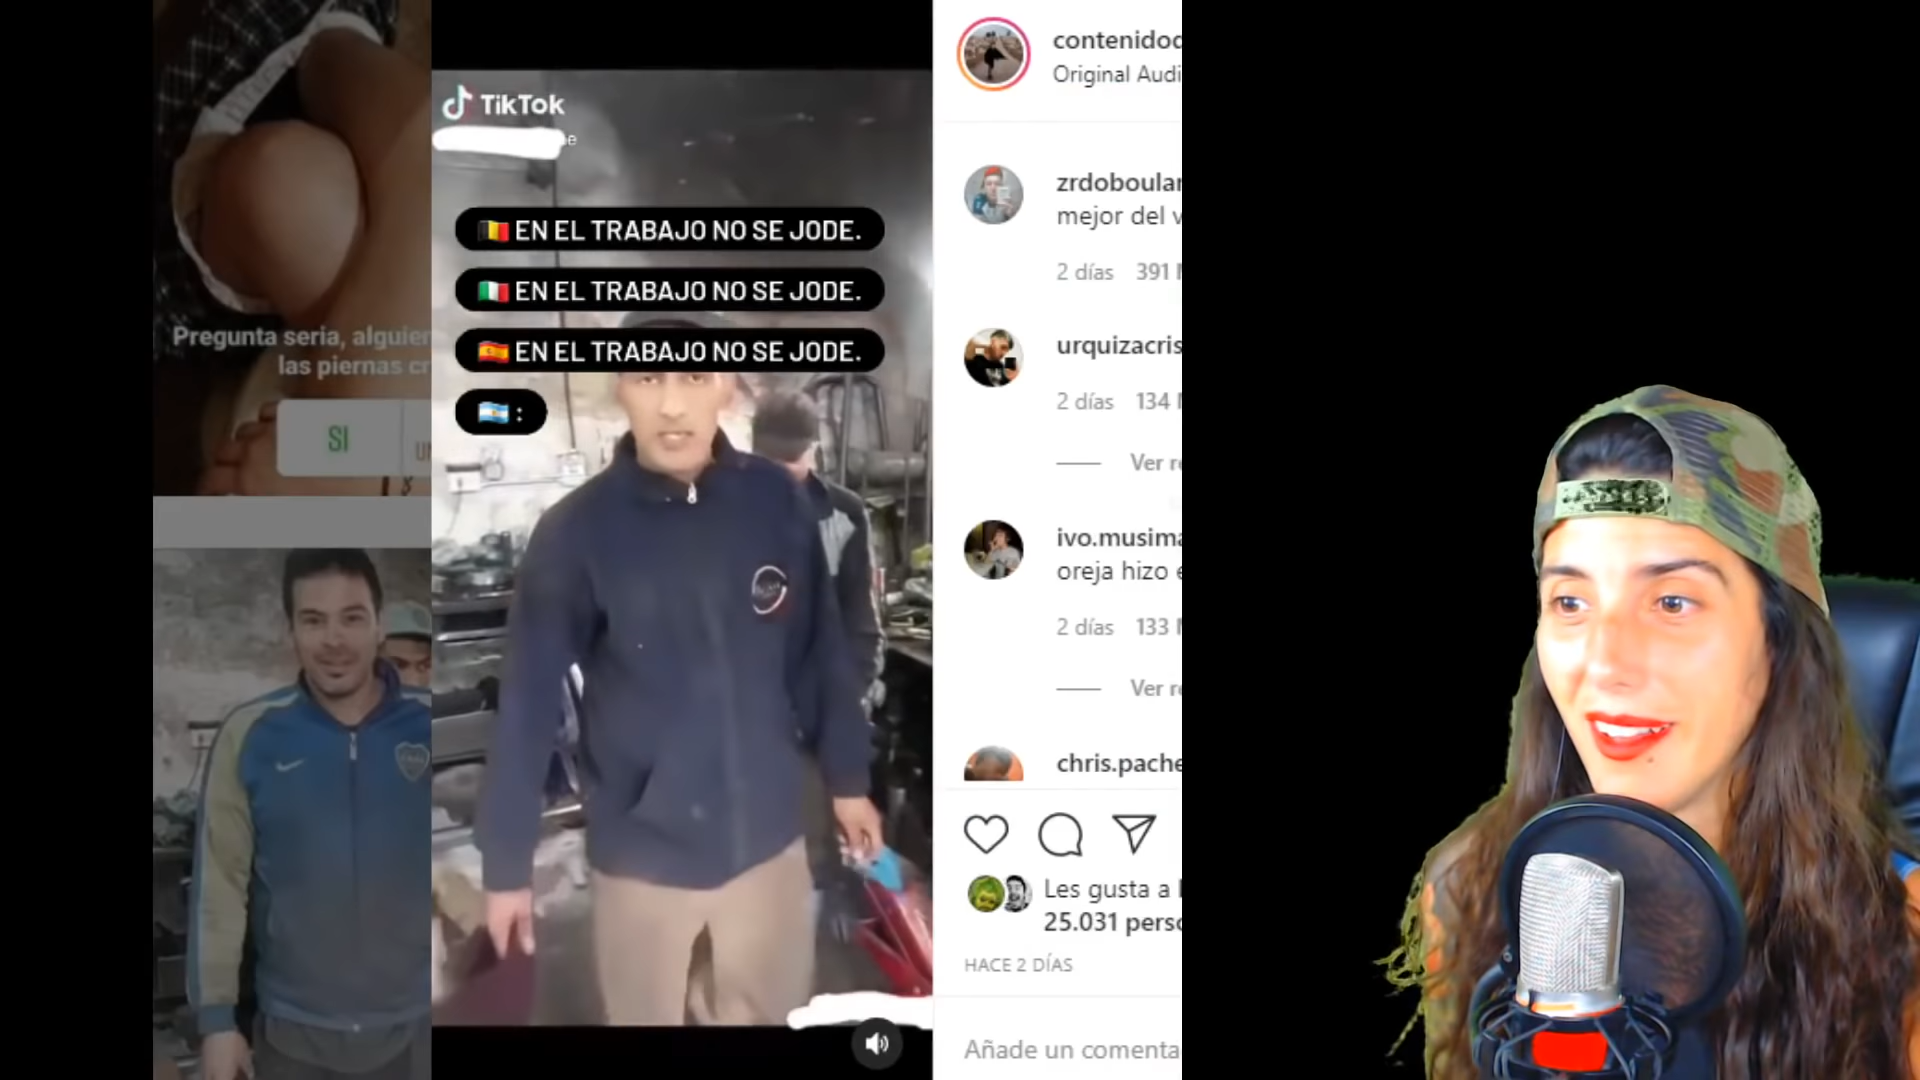 Pregunta seria, alguien
las piernas
SI
TikTok
🇧🇪 EN EL TRABAJO NO SE JODE.
🇮🇹 EN EL TRABAJO NO SE JODE.
🇪🇸 EN EL TRABAJO NO SE JODE.
🇦🇷 :
Original Audi
mejor del v
2 días 391
urquizacris
2 días 134
Ver
ivo.musima
oreja hizo e
2 días 133
Ver
chris.pache
Les gusta a
25.031 perso
HACE 2 DÍAS
Añade un comenta